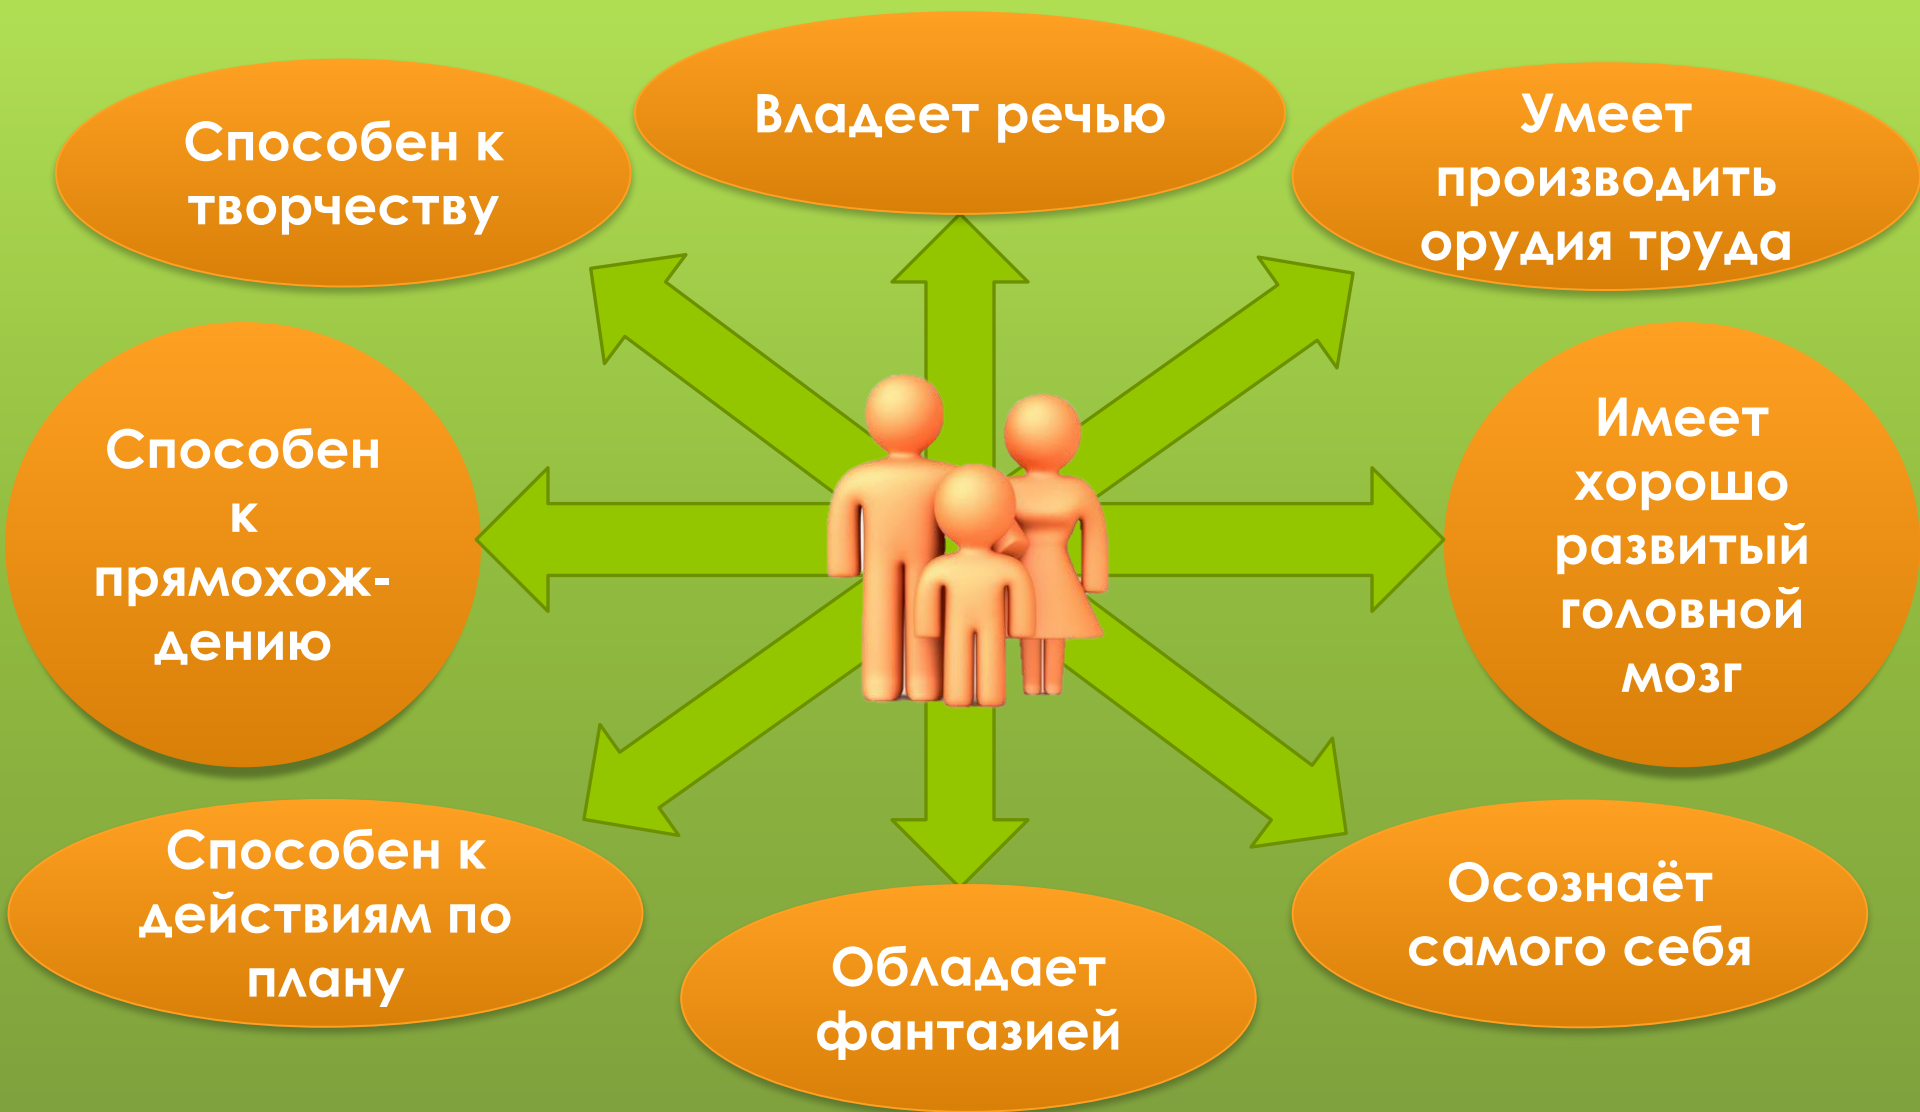 Способен к
творчеству
Владеет речью
Умеет
производить
орудия труда
Способен
к
прямохож-
дению
Имеет
хорошо
развитый
головной
мозг
Способен к
действиям по
плану
Обладает
фантазией
Осознаёт
самого себя